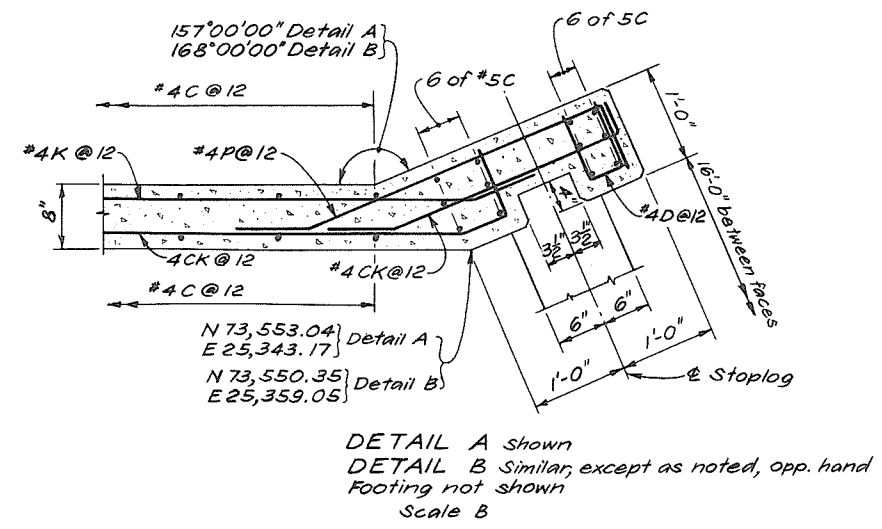 157°00'00" Detail A
168°00'00" Detail B
6 of 5C
#4C@12
6 of #5C
1'-0"
#4K@12
#4P@12
16'-0" between faces
8"
4"
#4D@12
3½"
3½"
4CK@12
#4CK@12
#4C@12
6"
6"
N 73,553.04
E 25,343.17
Detail A
1'-0"
1'-0"
N 73,550.35
E 25,359.05
Detail B
℄ Stoplog
DETAIL A shown
DETAIL B Similar, except as noted, opp. hand
Footing not shown
Scale B